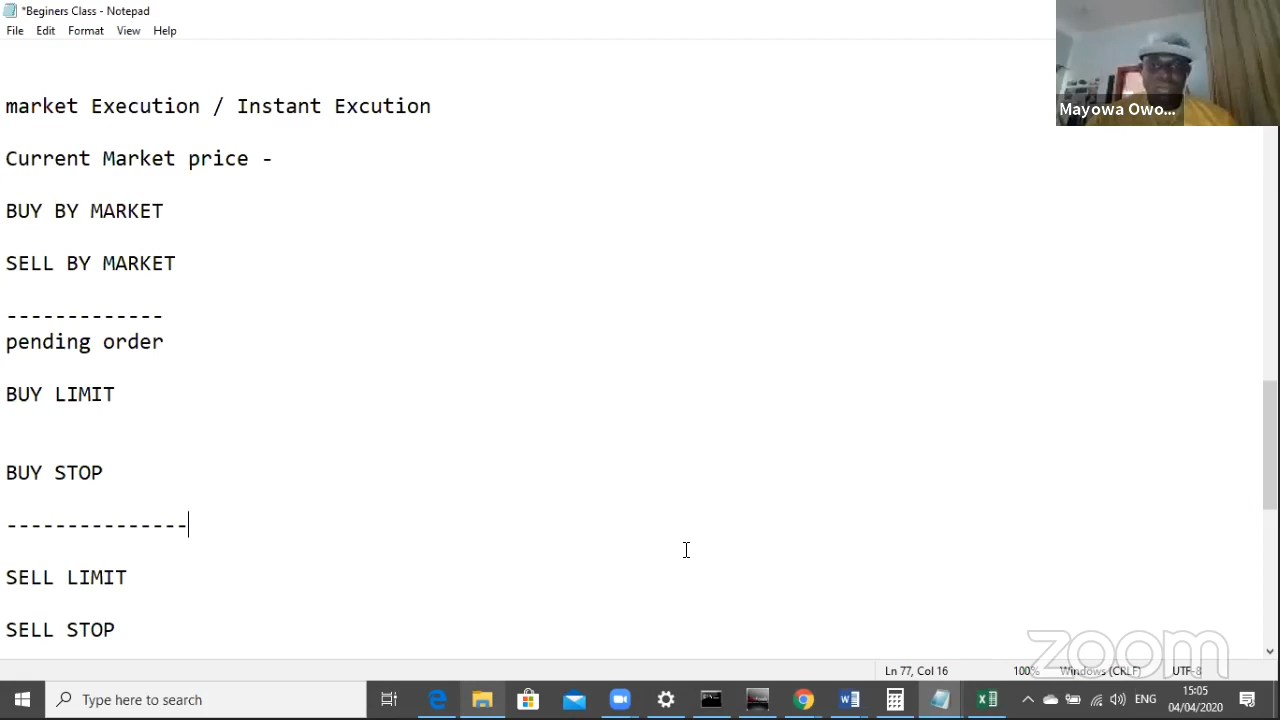 *Beginers Class - Notepad
File Edit Format View Help
Mayowa Owo...
market Execution / Instant Excution
Current Market price -
BUY BY MARKET
SELL BY MARKET
-------------
pending order
BUY LIMIT
BUY STOP
---------------
SELL LIMIT
SELL STOP
zoom
Ln 77, Col 16 100% Windows (CRLF) UTF-8
Type here to search
ENG
15:05
04/04/2020